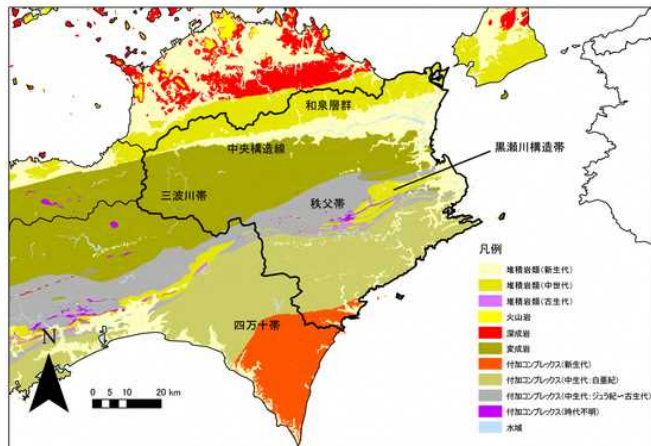 和泉層群
中央構造線
黒瀬川構造帯
三波川帯
秩父帯
四万十帯
N
0 5 10 20 km
凡例
堆積岩類(新生代)
堆積岩類(中世代)
堆積岩類(古生代)
火山岩
深成岩
変成岩
付加コンプレックス(新生代)
付加コンプレックス(中生代:白亜紀)
付加コンプレックス(中生代:ジュラ紀~古生代)
付加コンプレックス(時代不明)
水域